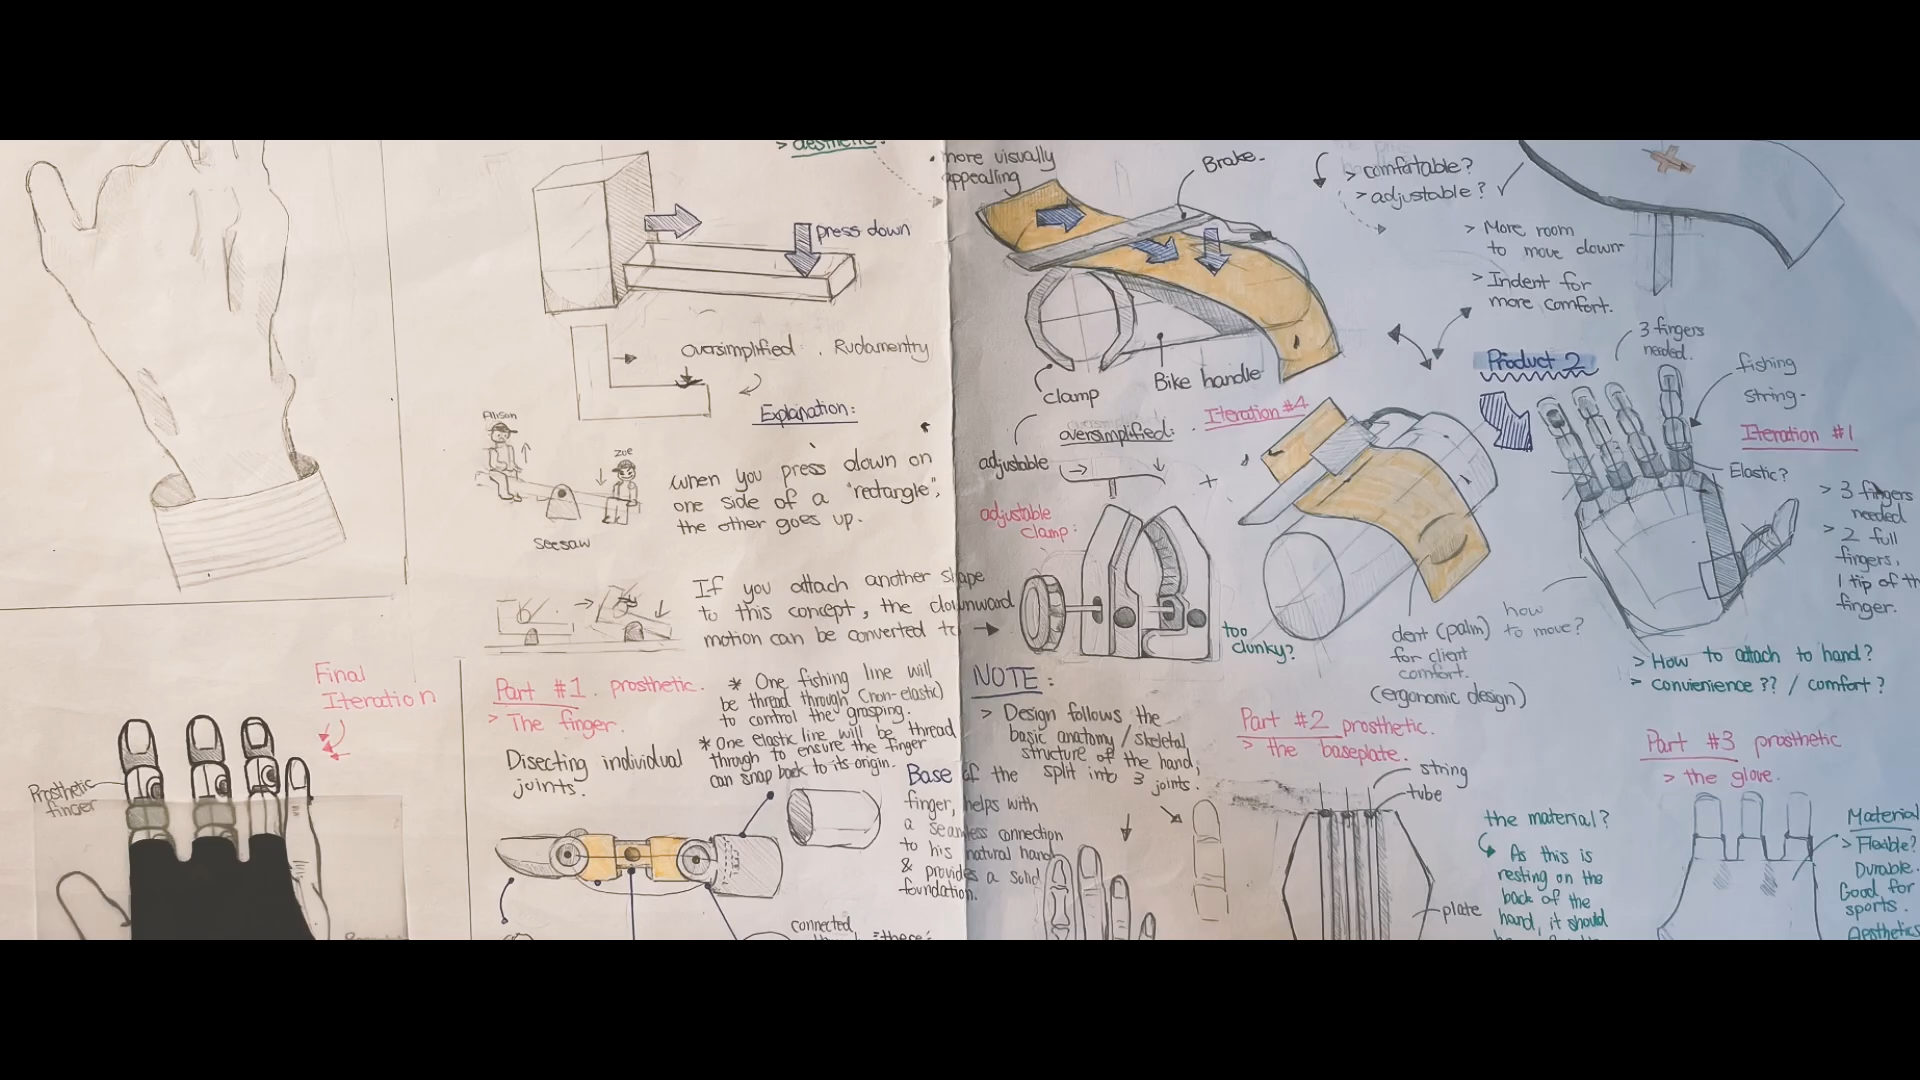 > aesthetic.
press down
oversimplified. Rudamentry
Explanation:
Allison
Zoe
Seesaw
when you press down on
one side of a "rectangle",
the other goes up.
If you attach another shape
to this concept, the downward
motion can be converted to
Final
Iteration
Prosthetic
finger
Part #1. prosthetic.
> The finger.
Disecting individual
joints.
* One fishing line will
be thread through (non-elastic)
to control the grasping.
* One elastic line will be thread
through to ensure the finger
can snap back to its origin.
Base of the
finger, helps with
a seamless connection
to his natural hand
& provides a solid
foundation.
connected
there:
• more visually
appealling
Brake.
clamp
Bike handle
oversimplified:
Iteration #4
adjustable
adjustable
clamp:
+
too
clunky?
> comfortable?
> adjustable? ✓
> More room
to move down
> Indent for
more comfort.
dent (palm)
for client
comfort.
(ergonomic design)
Product 2
3 fingers
needed.
fishing
string.
Iteration #1
Elastic?
> 3 fingers
needed
> 2 full
fingers,
1 tip of th
finger.
how
to move?
> How to attach to hand?
> convienience ?? / comfort?
NOTE:
> Design follows the
basic anatomy / skeletal
structure of the hand,
split into 3 joints.
Part #2 prosthetic.
> the baseplate.
string
tube
plate
the material?
As this is
resting on the
back of the
hand, it should
Part #3 prosthetic
> the glove.
Material
> Flexible?
Durable.
Good for
sports.
Aesthetics